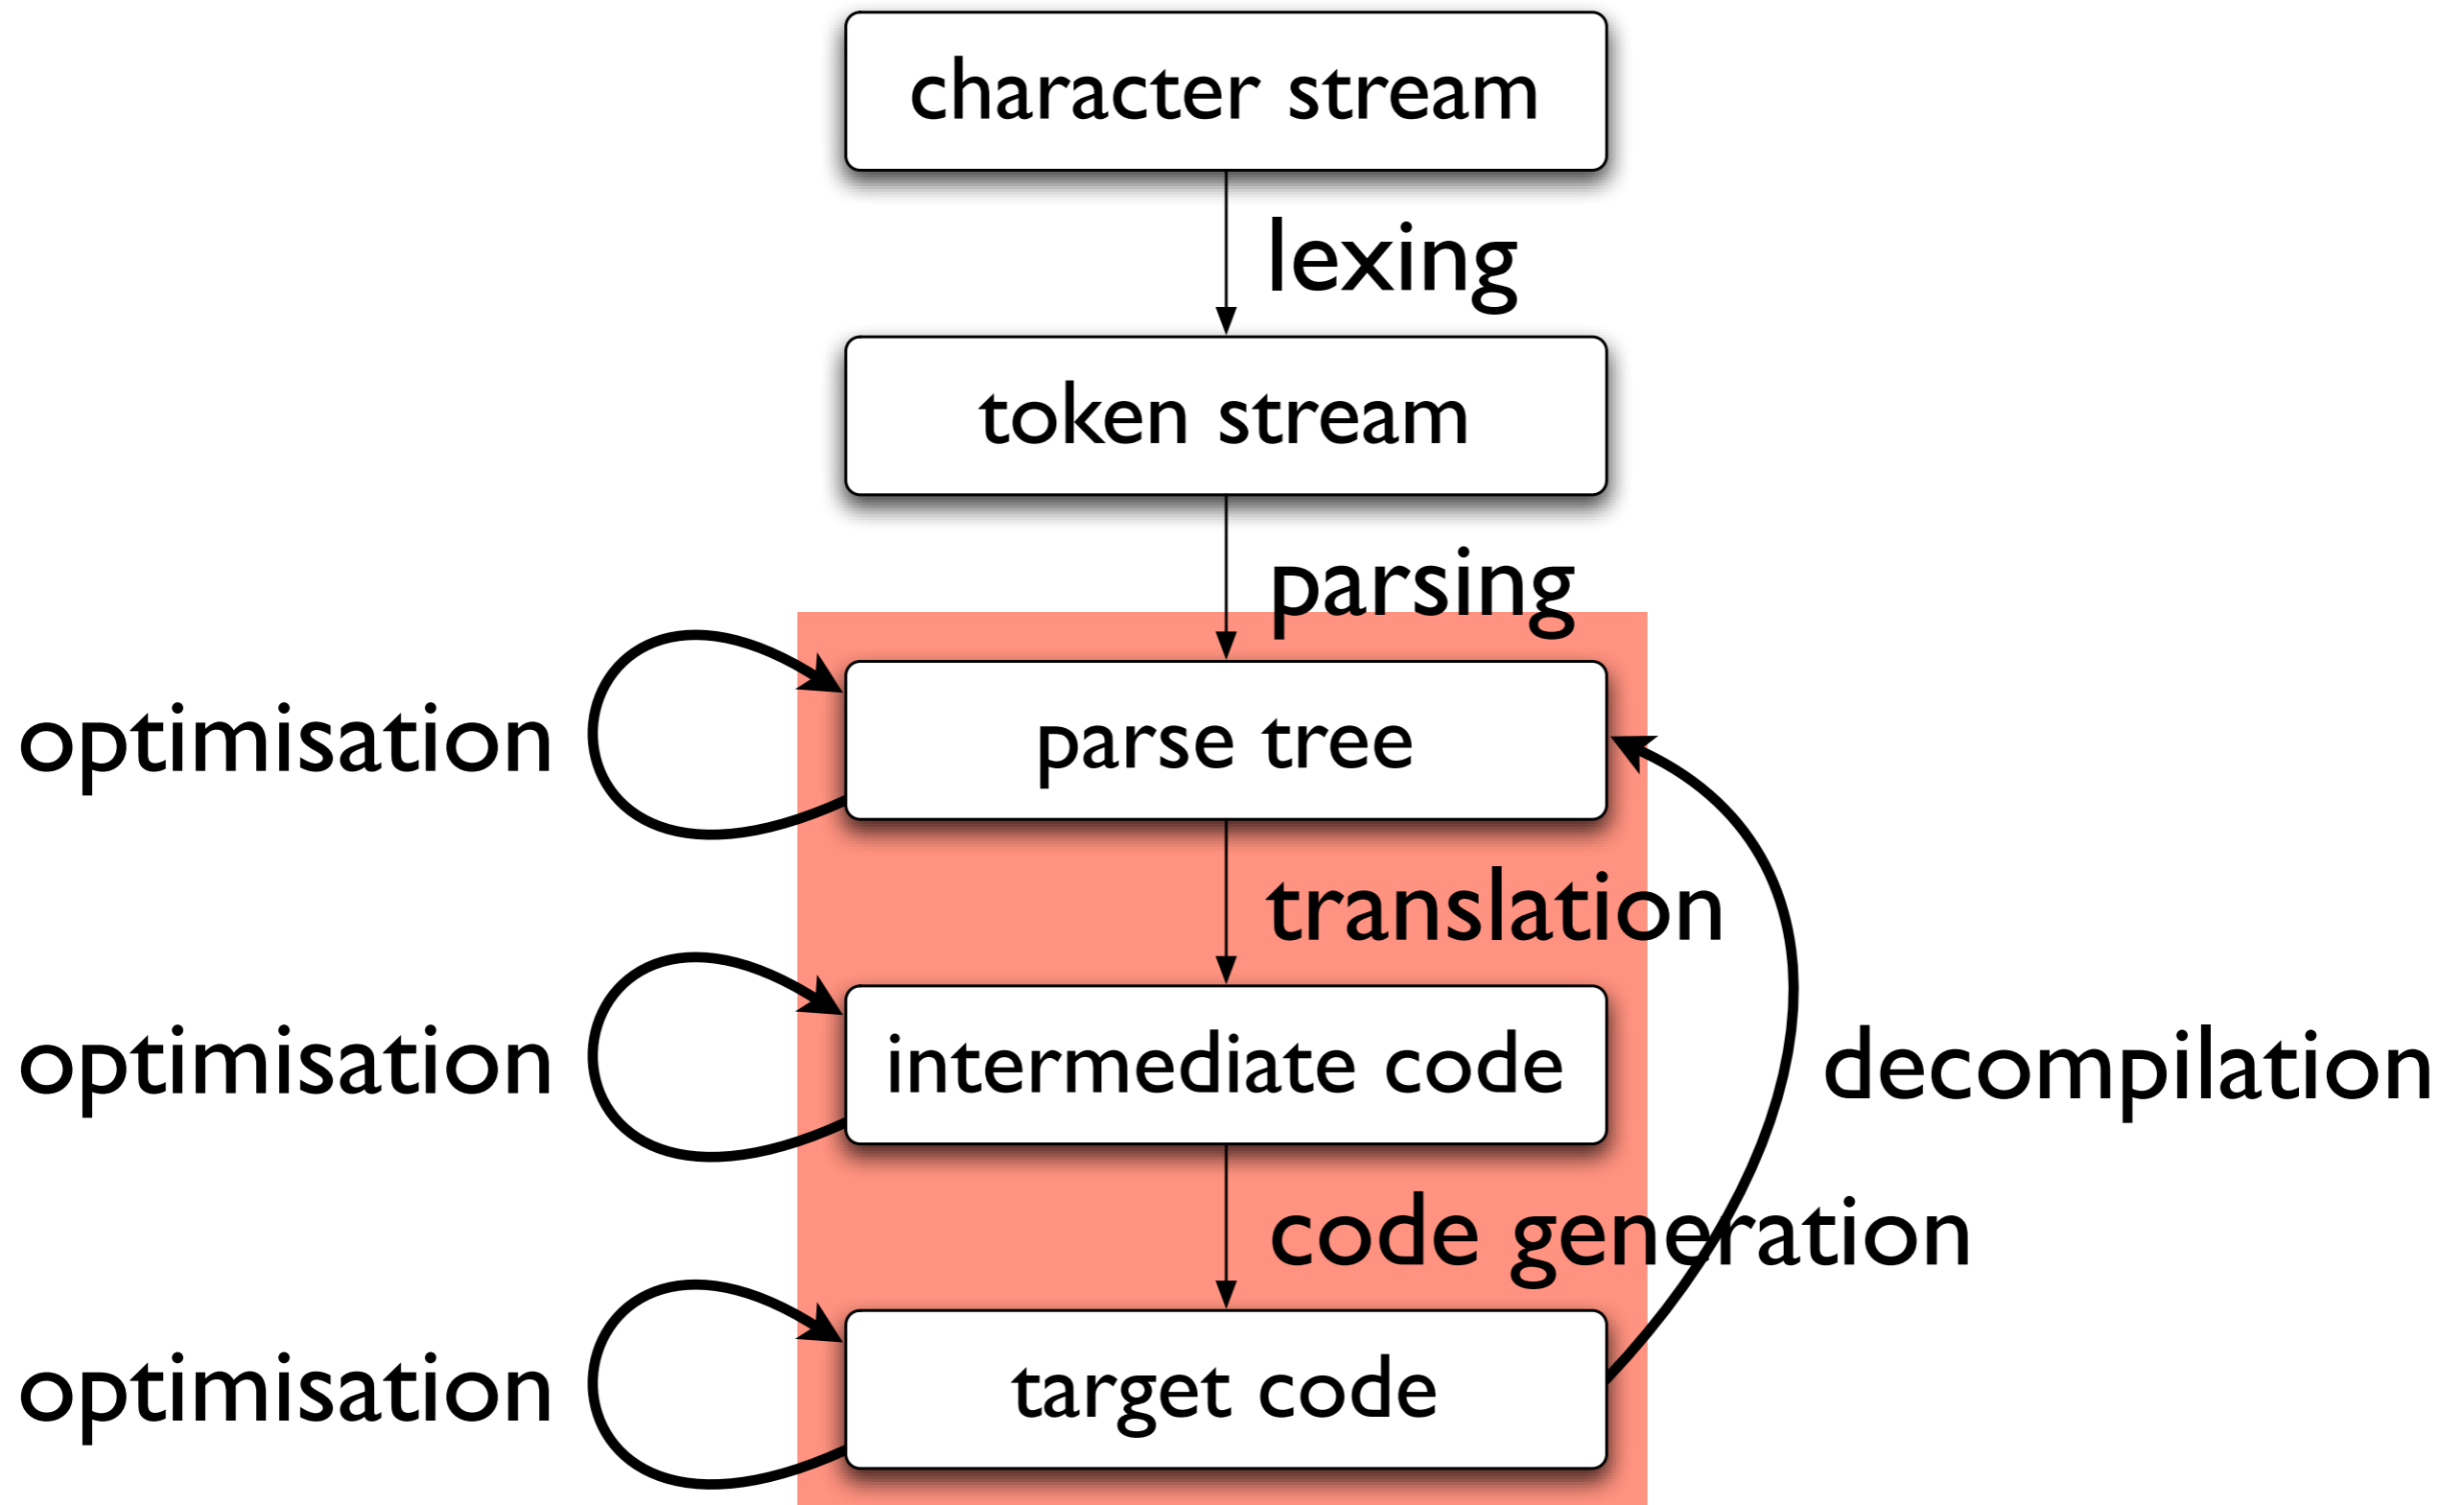 character stream
lexing
token stream
parsing
optimisation
parse tree
translation
optimisation
intermediate code
decompilation
code generation
optimisation
target code